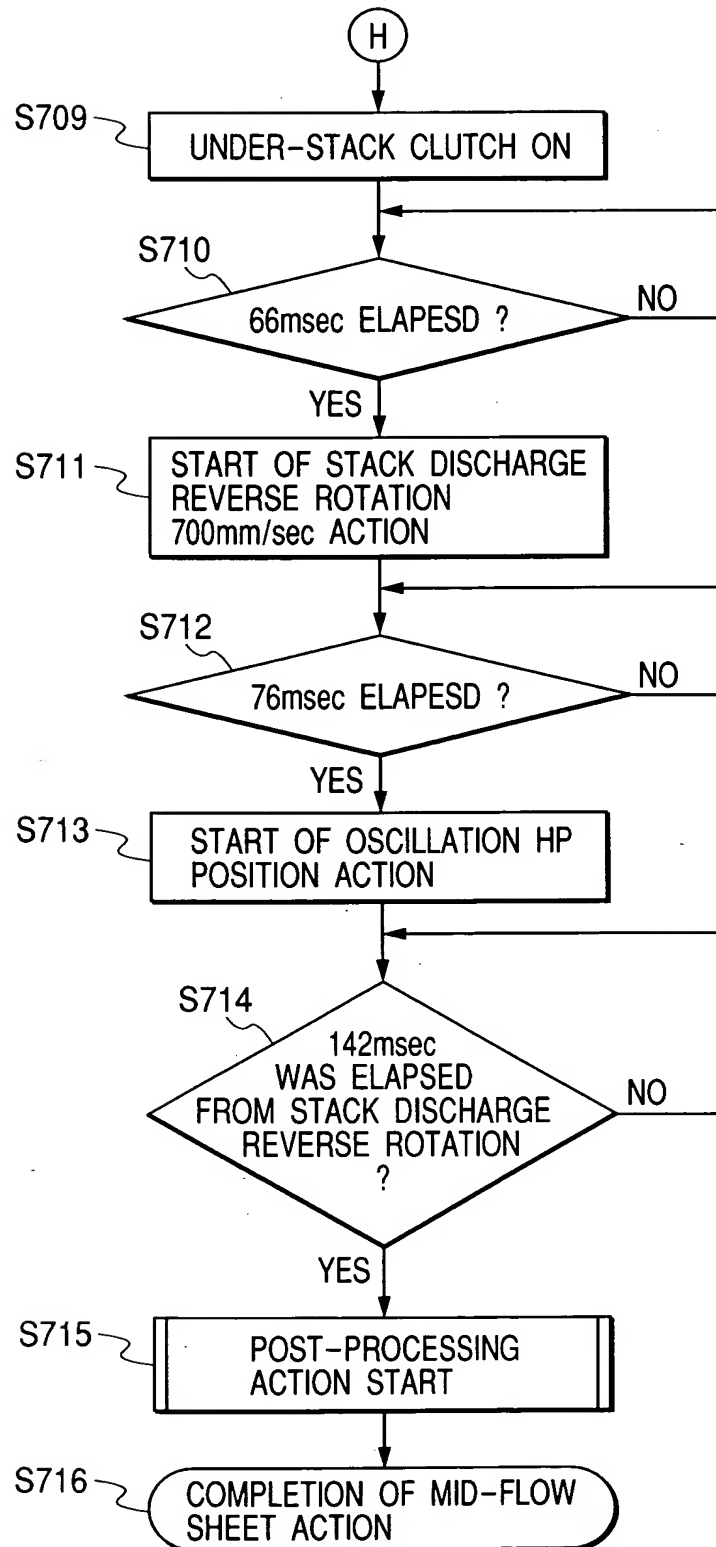 H
S709
UNDER-STACK CLUTCH ON
S710
66msec ELAPESD ?
NO
YES
S711
START OF STACK DISCHARGE
REVERSE ROTATION
700mm/sec ACTION
S712
76msec ELAPESD ?
NO
YES
S713
START OF OSCILLATION HP
POSITION ACTION
S714
142msec
WAS ELAPSED
FROM STACK DISCHARGE
REVERSE ROTATION
?
NO
YES
S715
POST-PROCESSING
ACTION START
S716
COMPLETION OF MID-FLOW
SHEET ACTION